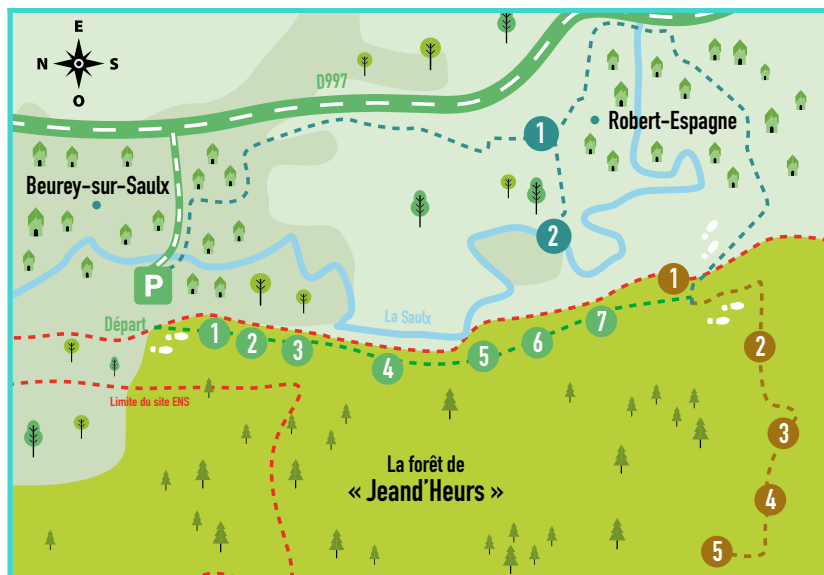 E
N
S
O
D997
1
Robert-Espagne
Beurey-sur-Saulx
2
P
1
La Saulx
Départ
1
2
3
4
5
6
7
2
Limite du site ENS
3
La forêt de
« Jeand'Heurs »
4
5